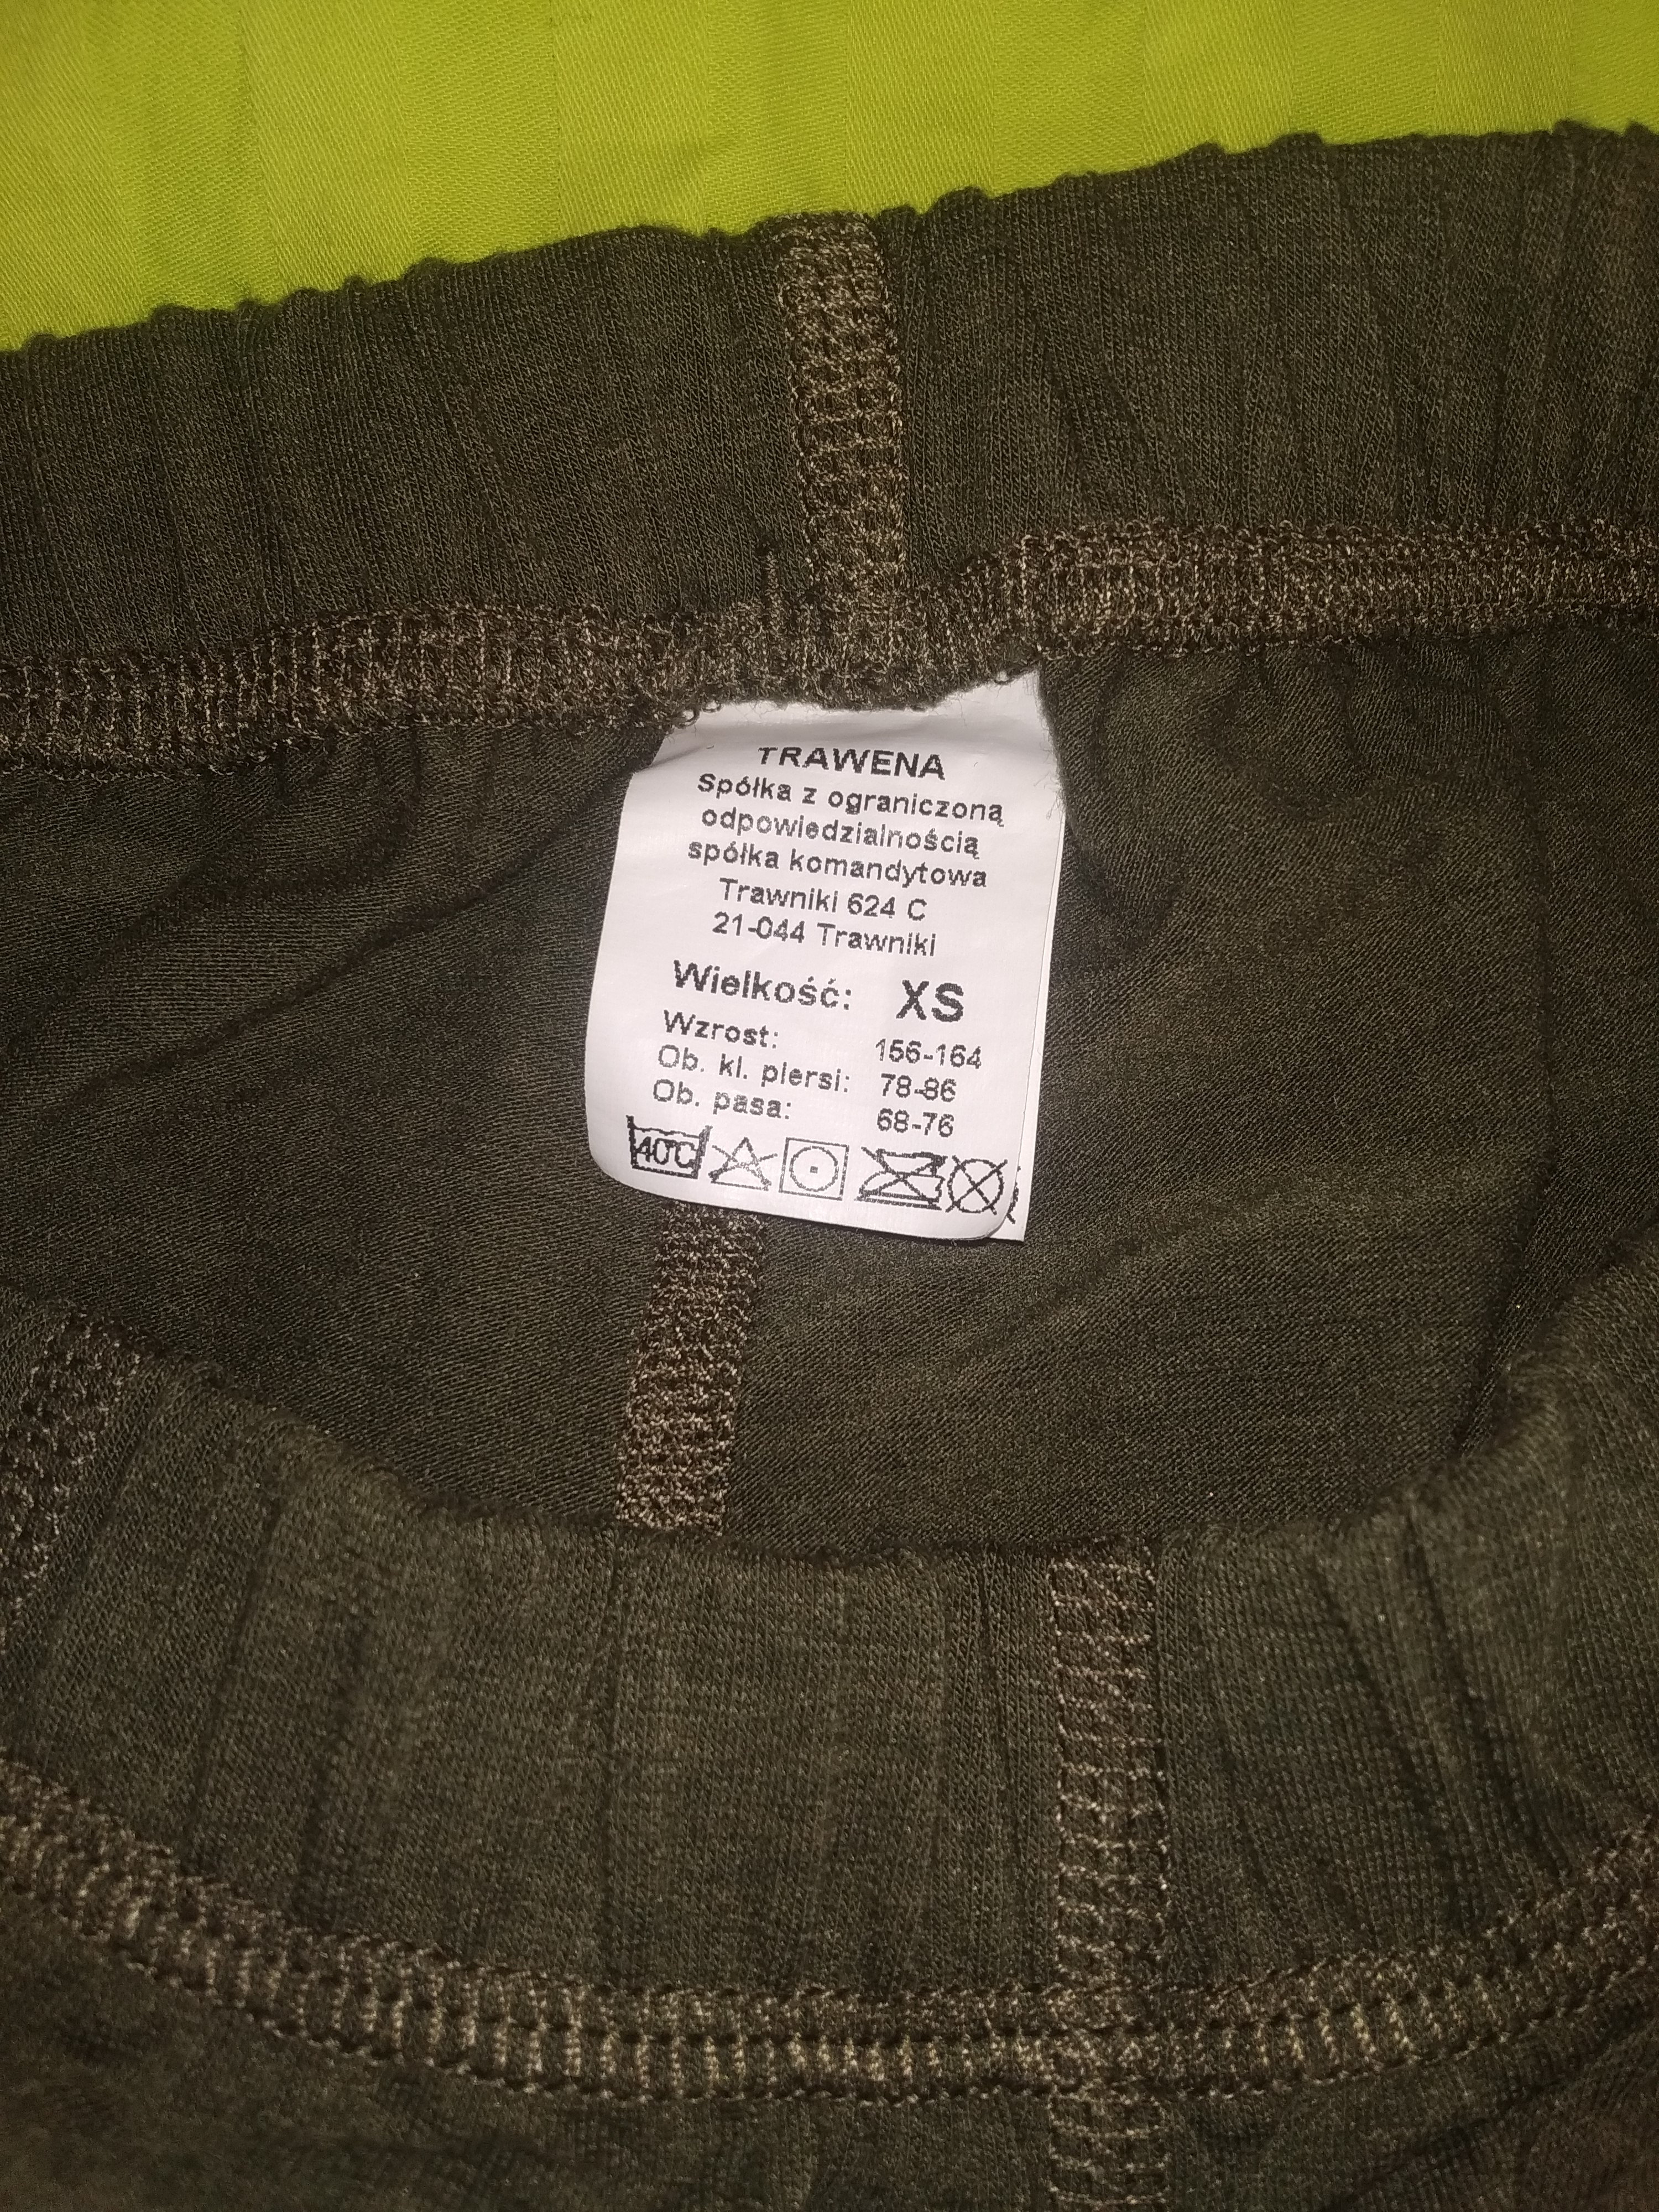 TRAWENA
Spółka z ograniczoną
odpowiedzialnością
spółka komandytowa
Trawniki 624 C
21-044 Trawniki
Wielkość: XS
Wzrost: 156-164
Ob. kl. piersi: 78-86
Ob. pasa: 68-76
40°C